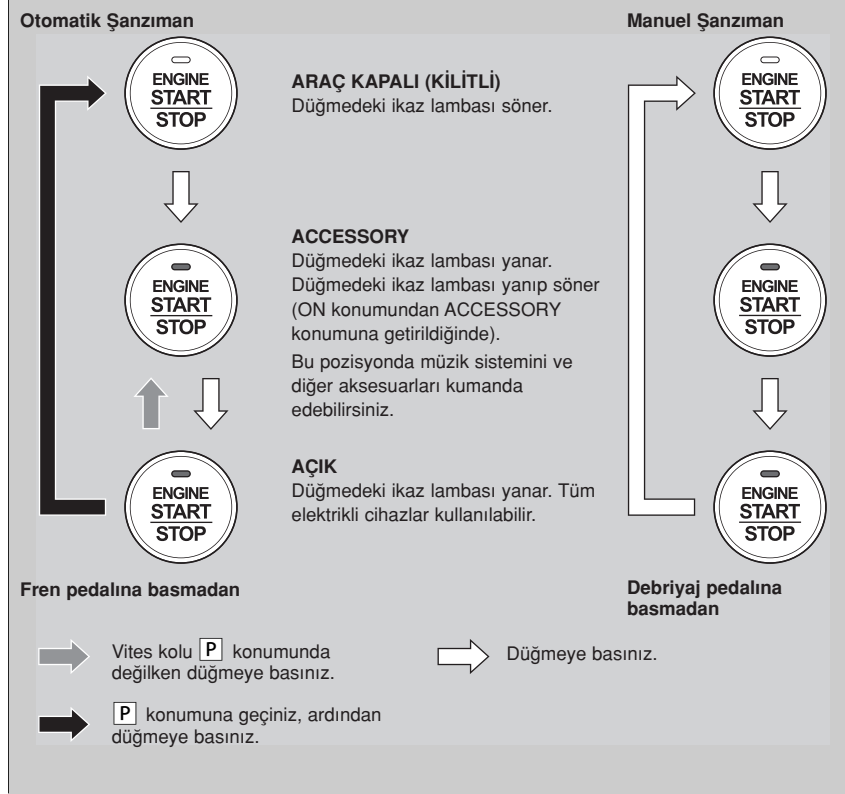 Otomatik Şanzıman
Manuel Şanzıman
ENGINE
START
STOP
ARAÇ KAPALI (KİLİTLİ)
Düğmedeki ikaz lambası söner.
ENGINE
START
STOP
ENGINE
START
STOP
ACCESSORY
Düğmedeki ikaz lambası yanar.
Düğmedeki ikaz lambası yanıp söner
(ON konumundan ACCESSORY
konumuna getirildiğinde).
Bu pozisyonda müzik sistemini ve
diğer aksesuarları kumanda
edebilirsiniz.
ENGINE
START
STOP
ENGINE
START
STOP
AÇIK
Düğmedeki ikaz lambası yanar. Tüm
elektrikli cihazlar kullanılabilir.
ENGINE
START
STOP
Fren pedalına basmadan
Debriyaj pedalına
basmadan
Vites kolu P konumunda
değilken düğmeye basınız.
Düğmeye basınız.
P konumuna geçiniz, ardından
düğmeye basınız.